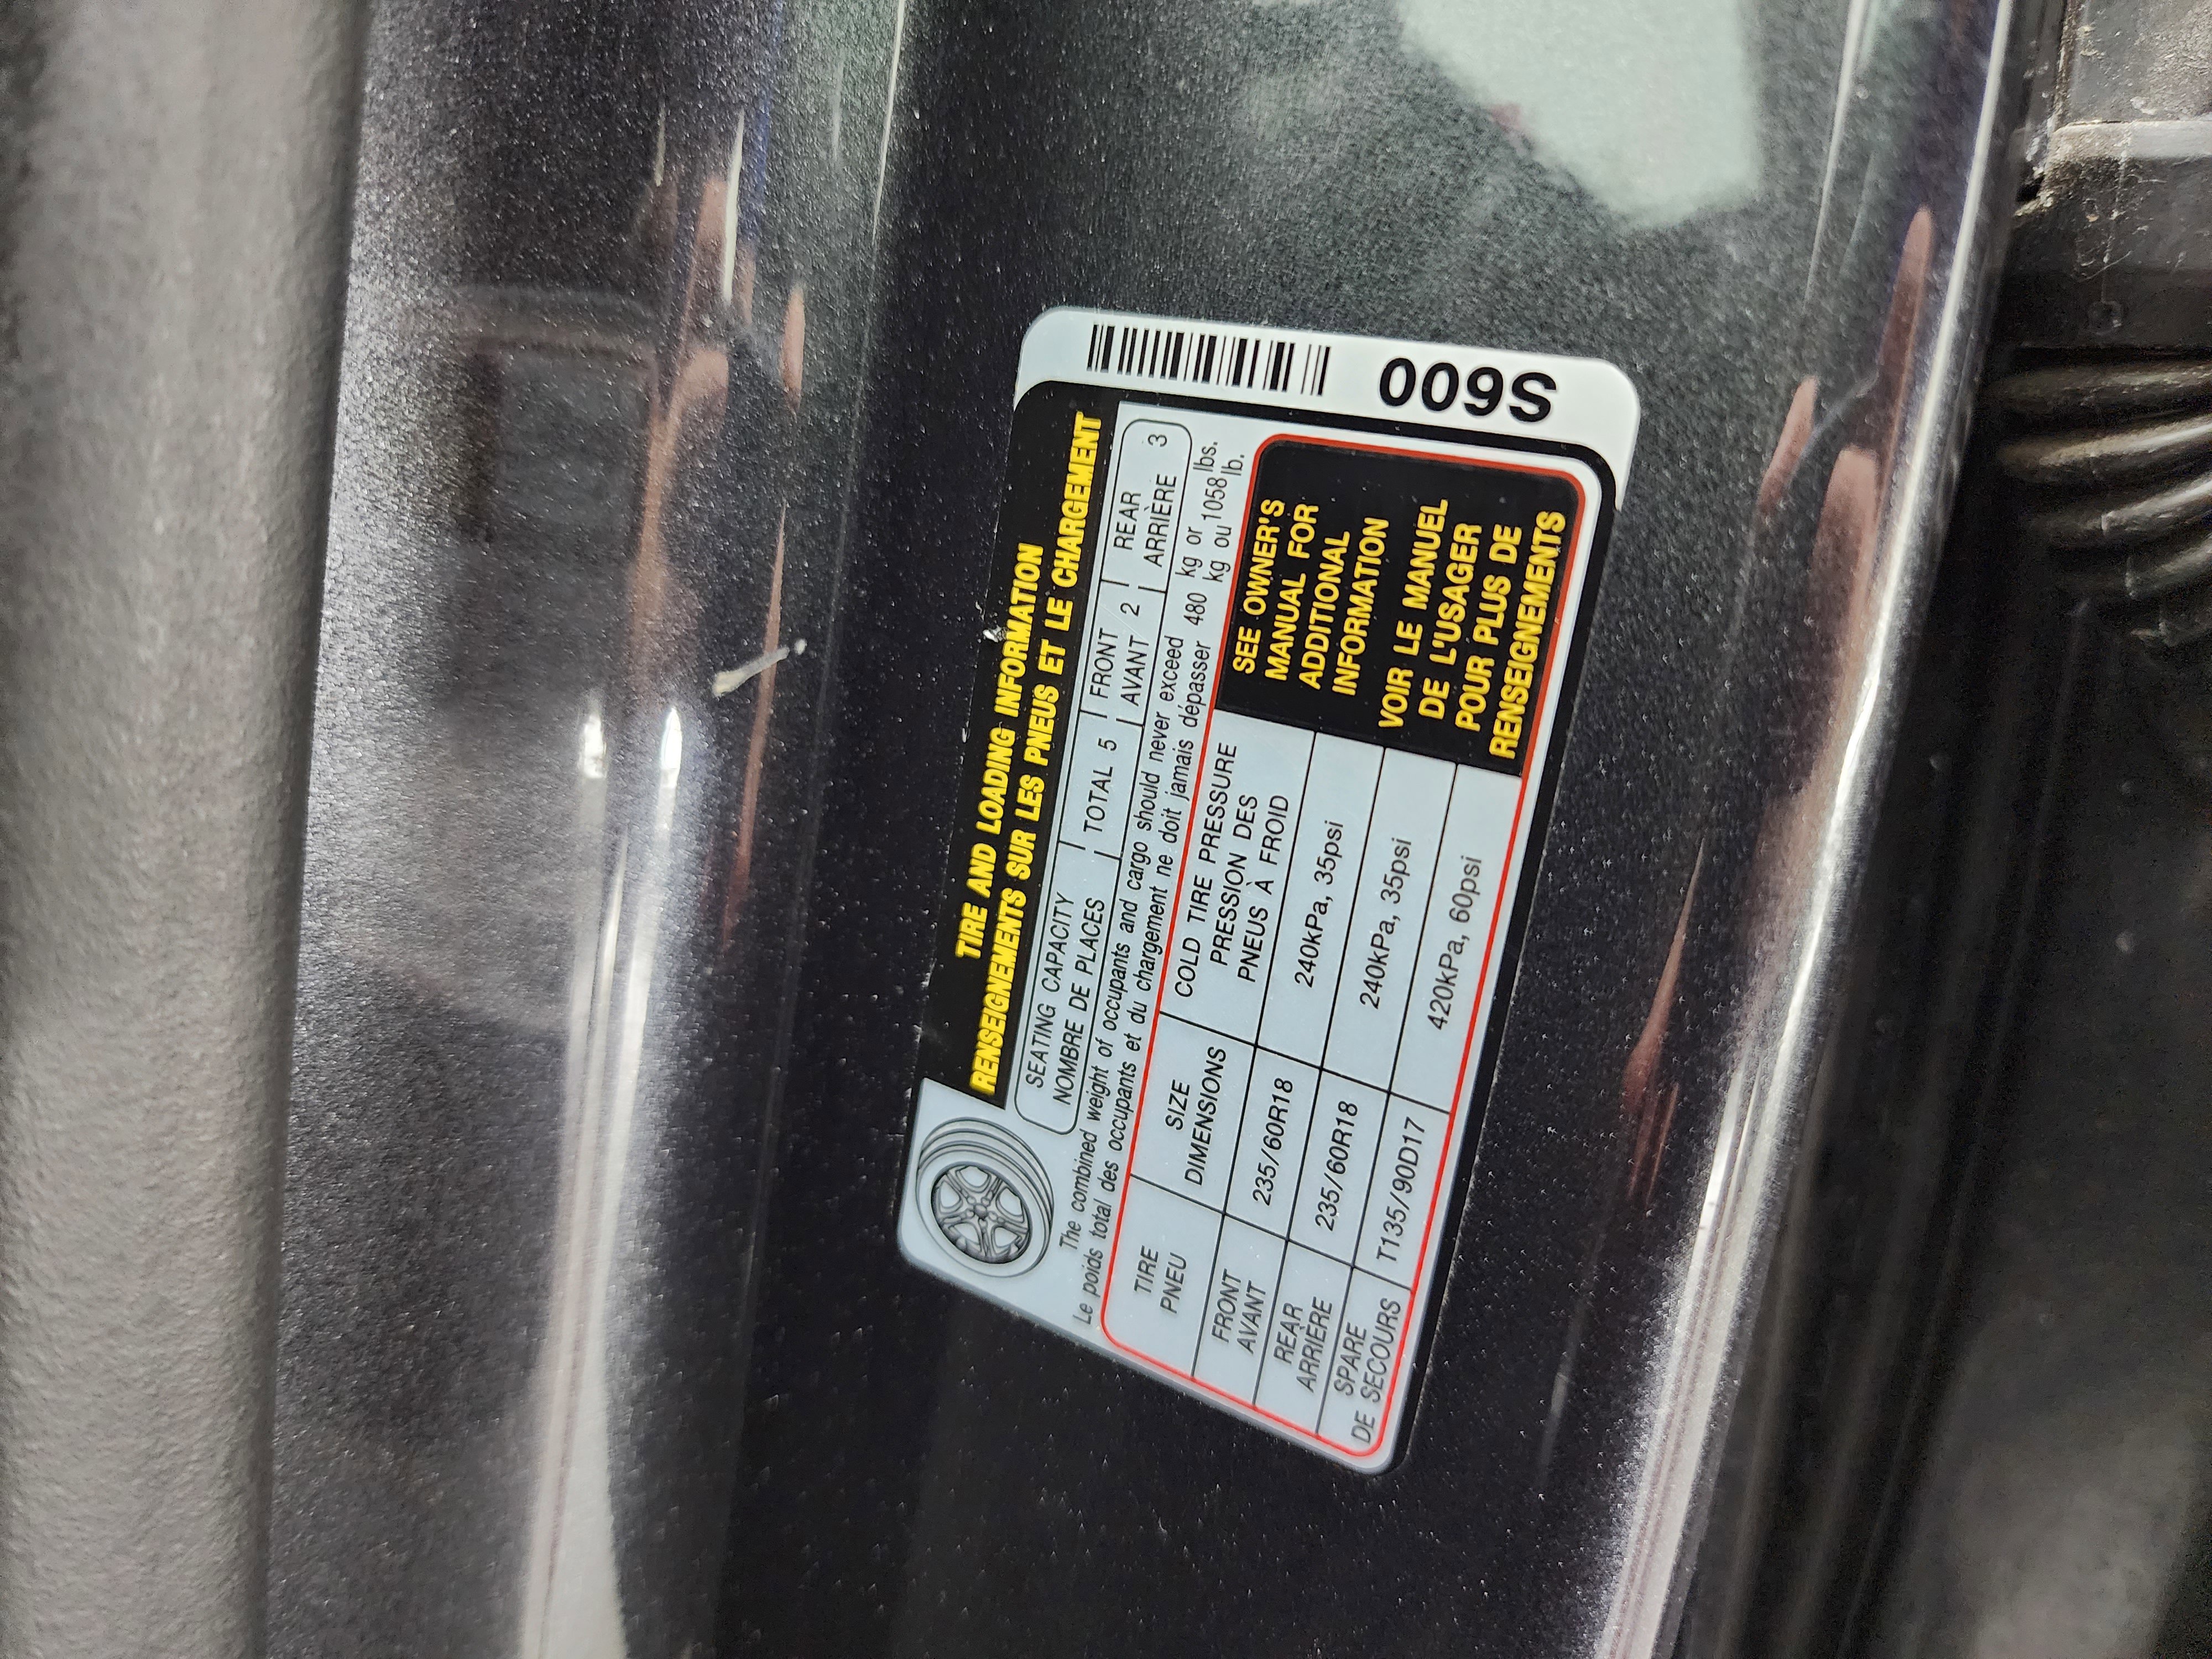 TIRE AND LOADING INFORMATION
RENSEIGNEMENTS SUR LES PNEUS ET LE CHARGEMENT
SEATING CAPACITY
NOMBRE DE PLACES
TOTAL 5
FRONT
AVANT 2
REAR
ARRIÈRE 3
The combined weight of occupants and cargo should never exceed 480 kg or 1058 lbs.
Le poids total des occupants et du chargement ne doit jamais dépasser kg ou lb.
TIRE
PNEU
SIZE
DIMENSIONS
COLD TIRE PRESSURE
PRESSION DES
PNEUS À FROID
FRONT
AVANT
235/60R18
240kPa, 35psi
REAR
ARRIÈRE
235/60R18
240kPa, 35psi
SPARE
DE SECOURS
T135/90D17
420kPa, 60psi
SEE OWNER'S
MANUAL FOR
ADDITIONAL
INFORMATION
VOIR LE MANUEL
DE L'USAGER
POUR PLUS DE
RENSEIGNEMENTS
S600